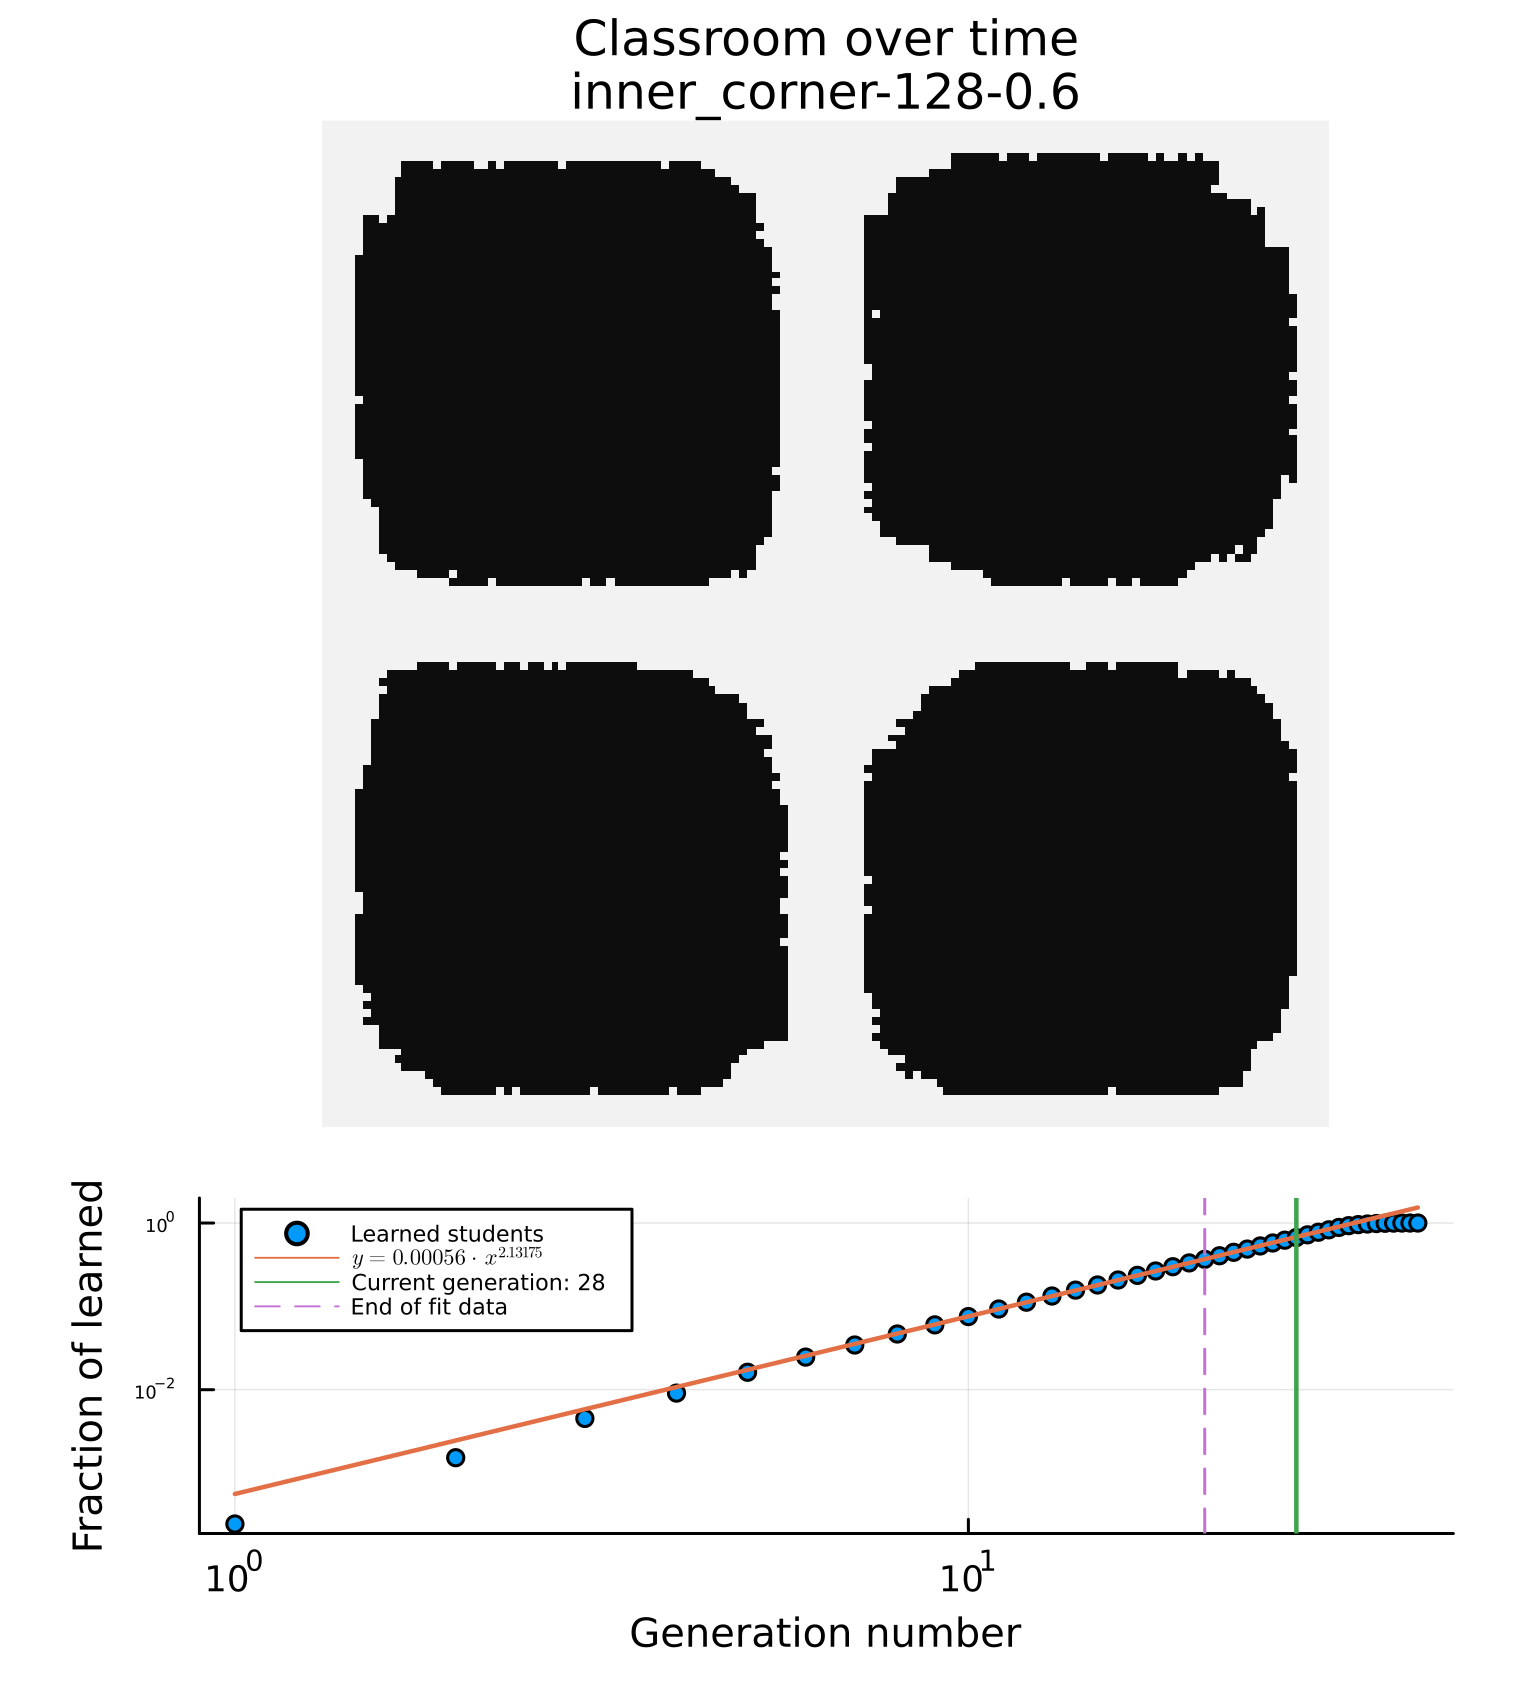 Classroom over time
inner_corner-128-0.6
Fraction of learned
10^0
10^−2
Learned students
y = 0.00056 · x^2.13175
Current generation: 28
End of fit data
10^0
10^1
Generation number